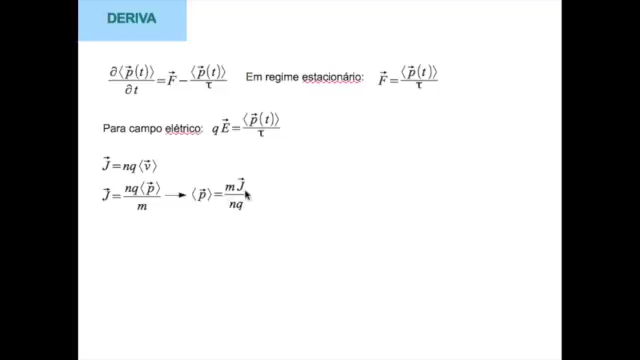 DERIVA
∂⟨p⃗(t)⟩/∂t = F⃗ − ⟨p⃗(t)⟩/τ Em regime estacionário: F⃗ = ⟨p⃗(t)⟩/τ
Para campo elétrico: qE⃗ = ⟨p⃗(t)⟩/τ
J⃗ = nq⟨v⃗⟩
J⃗ = nq⟨p⃗⟩/m → ⟨p⃗⟩ = mJ⃗/nq